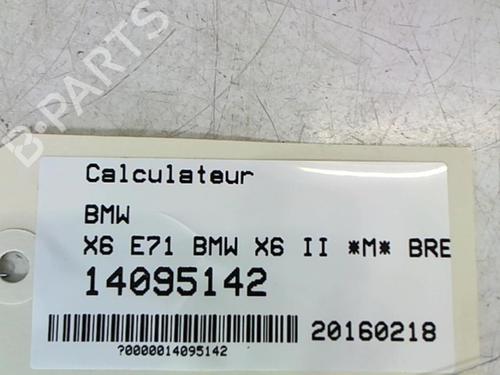 B-PARTS
Calculateur
BMW
X6 E71 BMW X6 II *M* BRE
14095142
20160218
?0000014095142